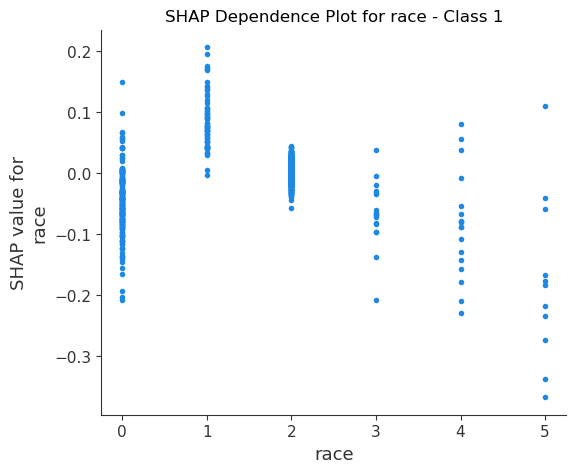 SHAP Dependence Plot for race - Class 1
0.2
0.1
0.0
−0.1
−0.2
−0.3
SHAP value for
race
0 1 2 3 4 5
race